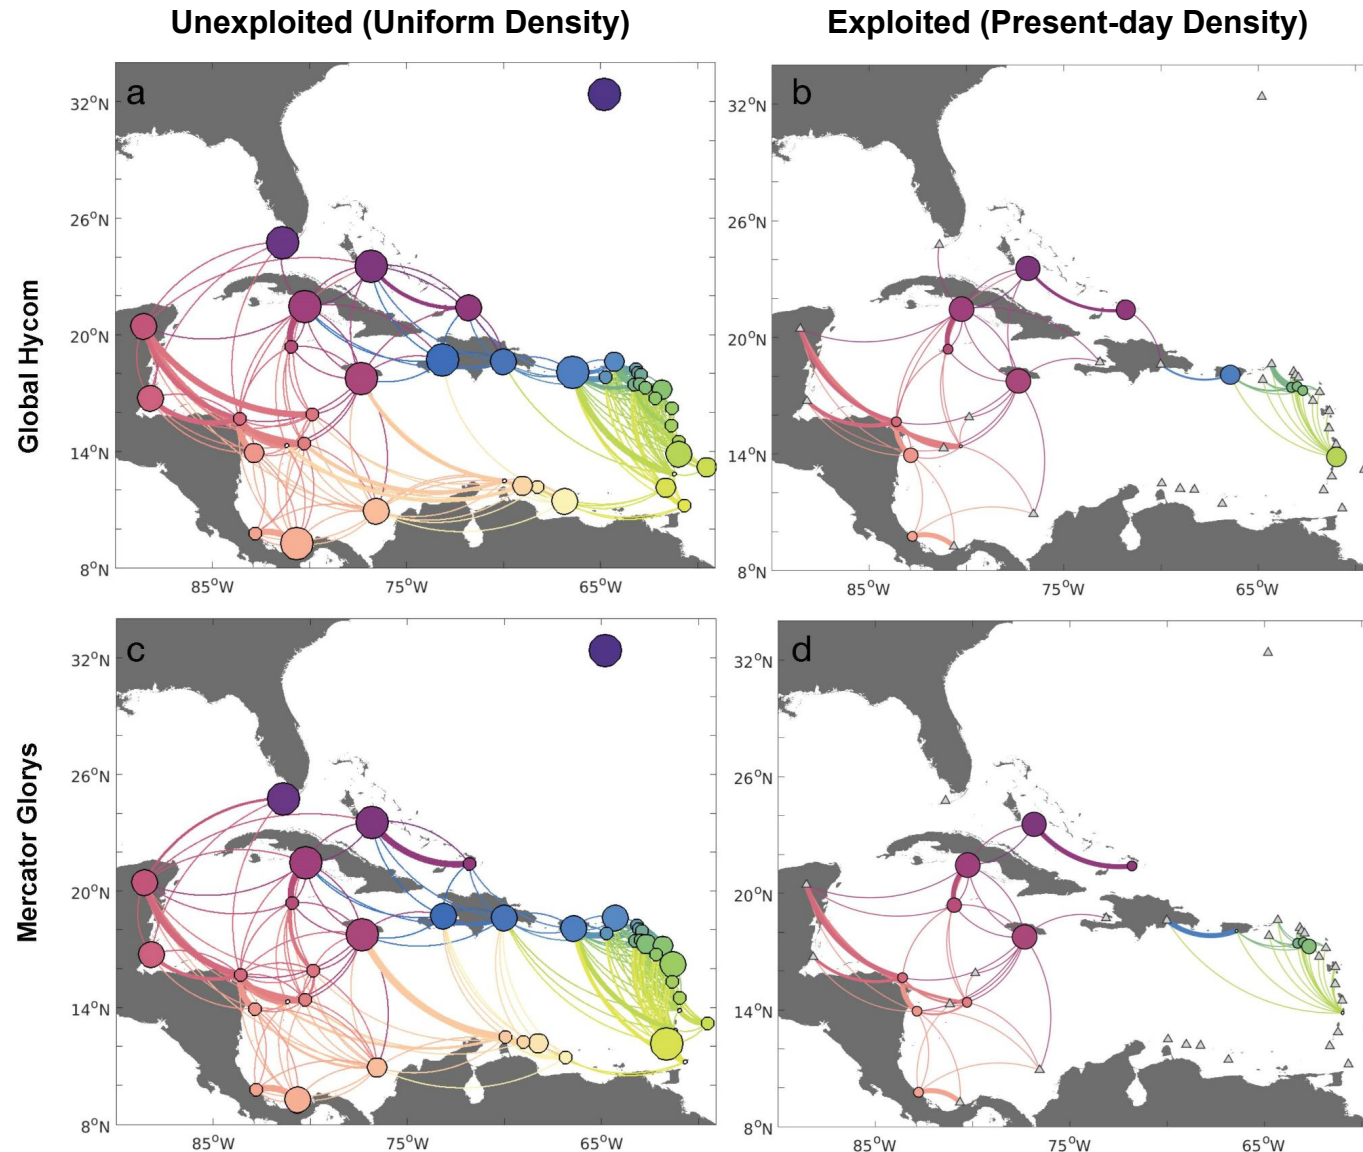 Unexploited (Uniform Density)
Exploited (Present-day Density)
Global Hycom
Mercator Glorys
a
32°N
26°N
20°N
14°N
8°N
85°W
75°W
65°W
b
32°N
26°N
20°N
14°N
8°N
85°W
75°W
65°W
c
32°N
26°N
20°N
14°N
8°N
85°W
75°W
65°W
d
32°N
26°N
20°N
14°N
8°N
85°W
75°W
65°W